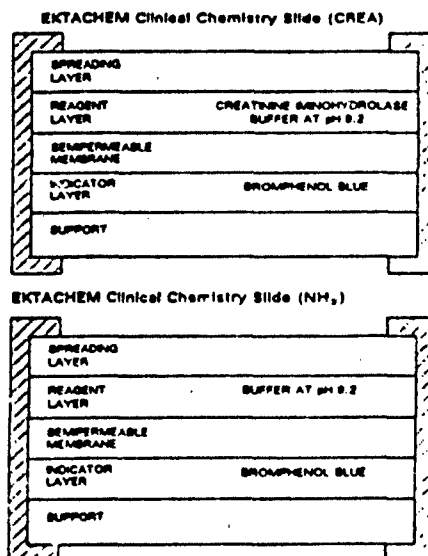 EKTACHEM Clinical Chemistry Slide (CREA)
SPREADING
LAYER
REAGENT
LAYER
CREATININE IMINOHYDROLASE
BUFFER AT pH 9.2
SEMIPERMEABLE
MEMBRANE
INDICATOR
LAYER
BROMPHENOL BLUE
SUPPORT
EKTACHEM Clinical Chemistry Slide (NH₃)
SPREADING
LAYER
REAGENT
LAYER
BUFFER AT pH 9.2
SEMIPERMEABLE
MEMBRANE
INDICATOR
LAYER
BROMPHENOL BLUE
SUPPORT